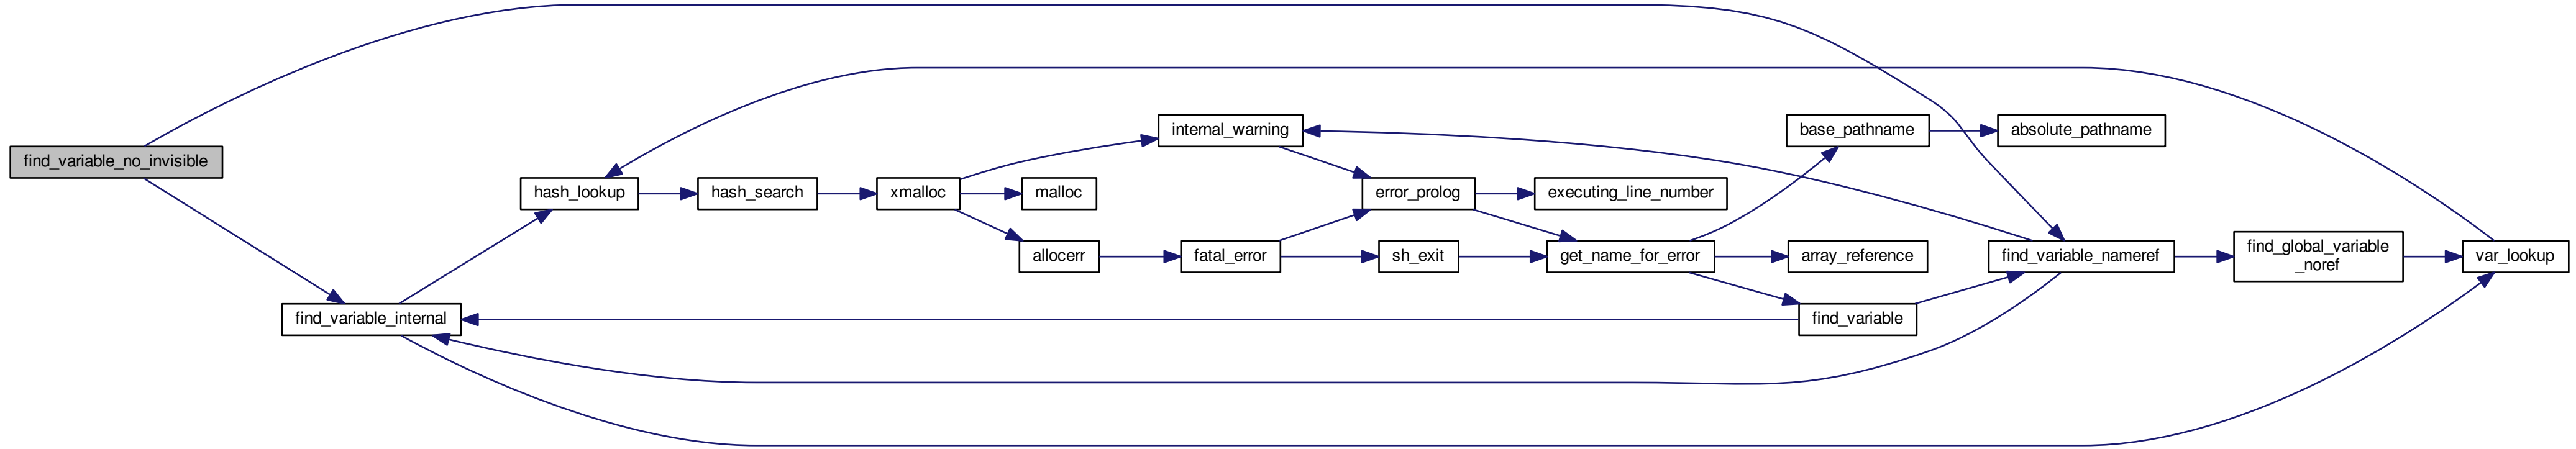 find_variable_no_invisible
find_variable_internal
hash_lookup
hash_search
xmalloc
internal_warning
malloc
allocerr
fatal_error
error_prolog
sh_exit
executing_line_number
get_name_for_error
base_pathname
array_reference
find_variable
absolute_pathname
find_variable_nameref
find_global_variable
_noref
var_lookup